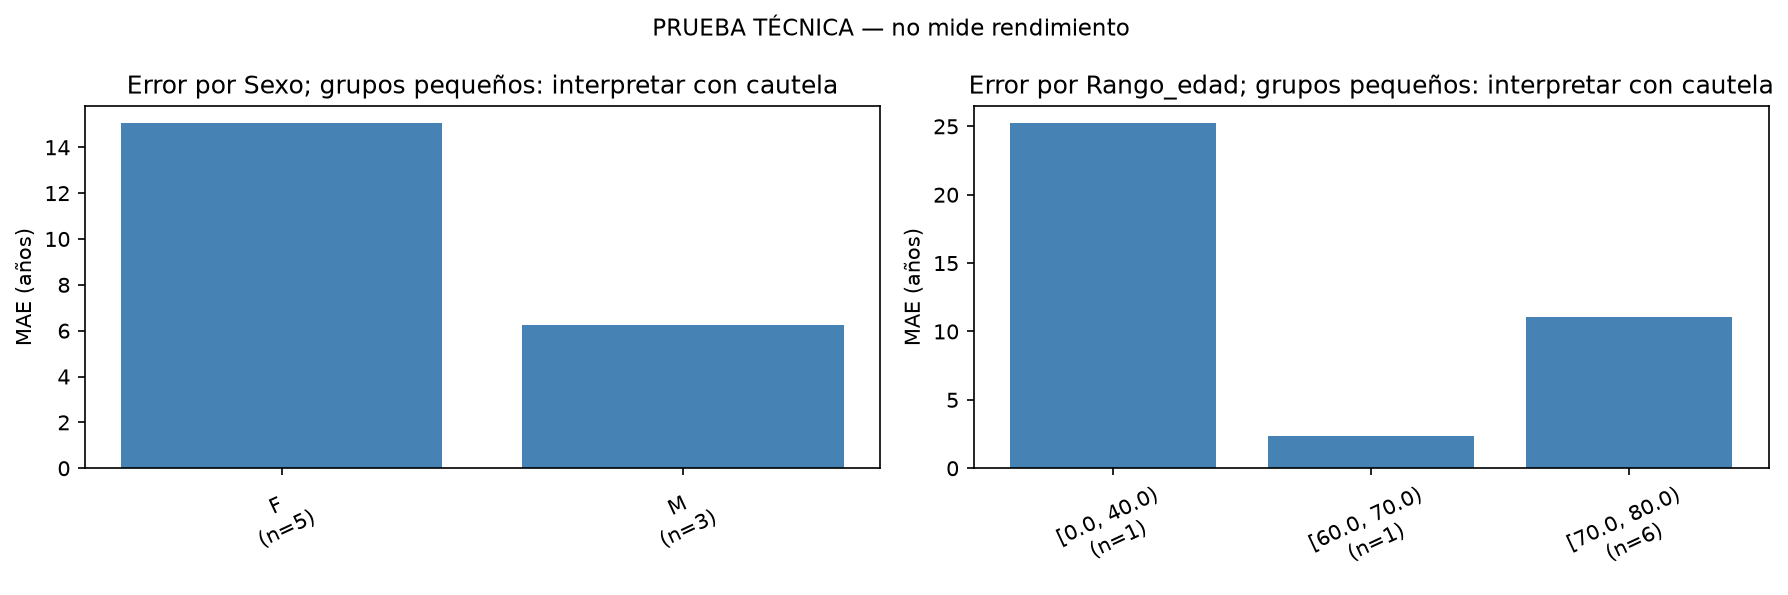 PRUEBA TÉCNICA — no mide rendimiento
Error por Sexo; grupos pequeños: interpretar con cautela
MAE (años)
14
12
10
8
6
4
2
0
F
(n=5)
M
(n=3)
Error por Rango_edad; grupos pequeños: interpretar con cautela
MAE (años)
25
20
15
10
5
0
[0.0, 40.0)
(n=1)
[60.0, 70.0)
(n=1)
[70.0, 80.0)
(n=6)